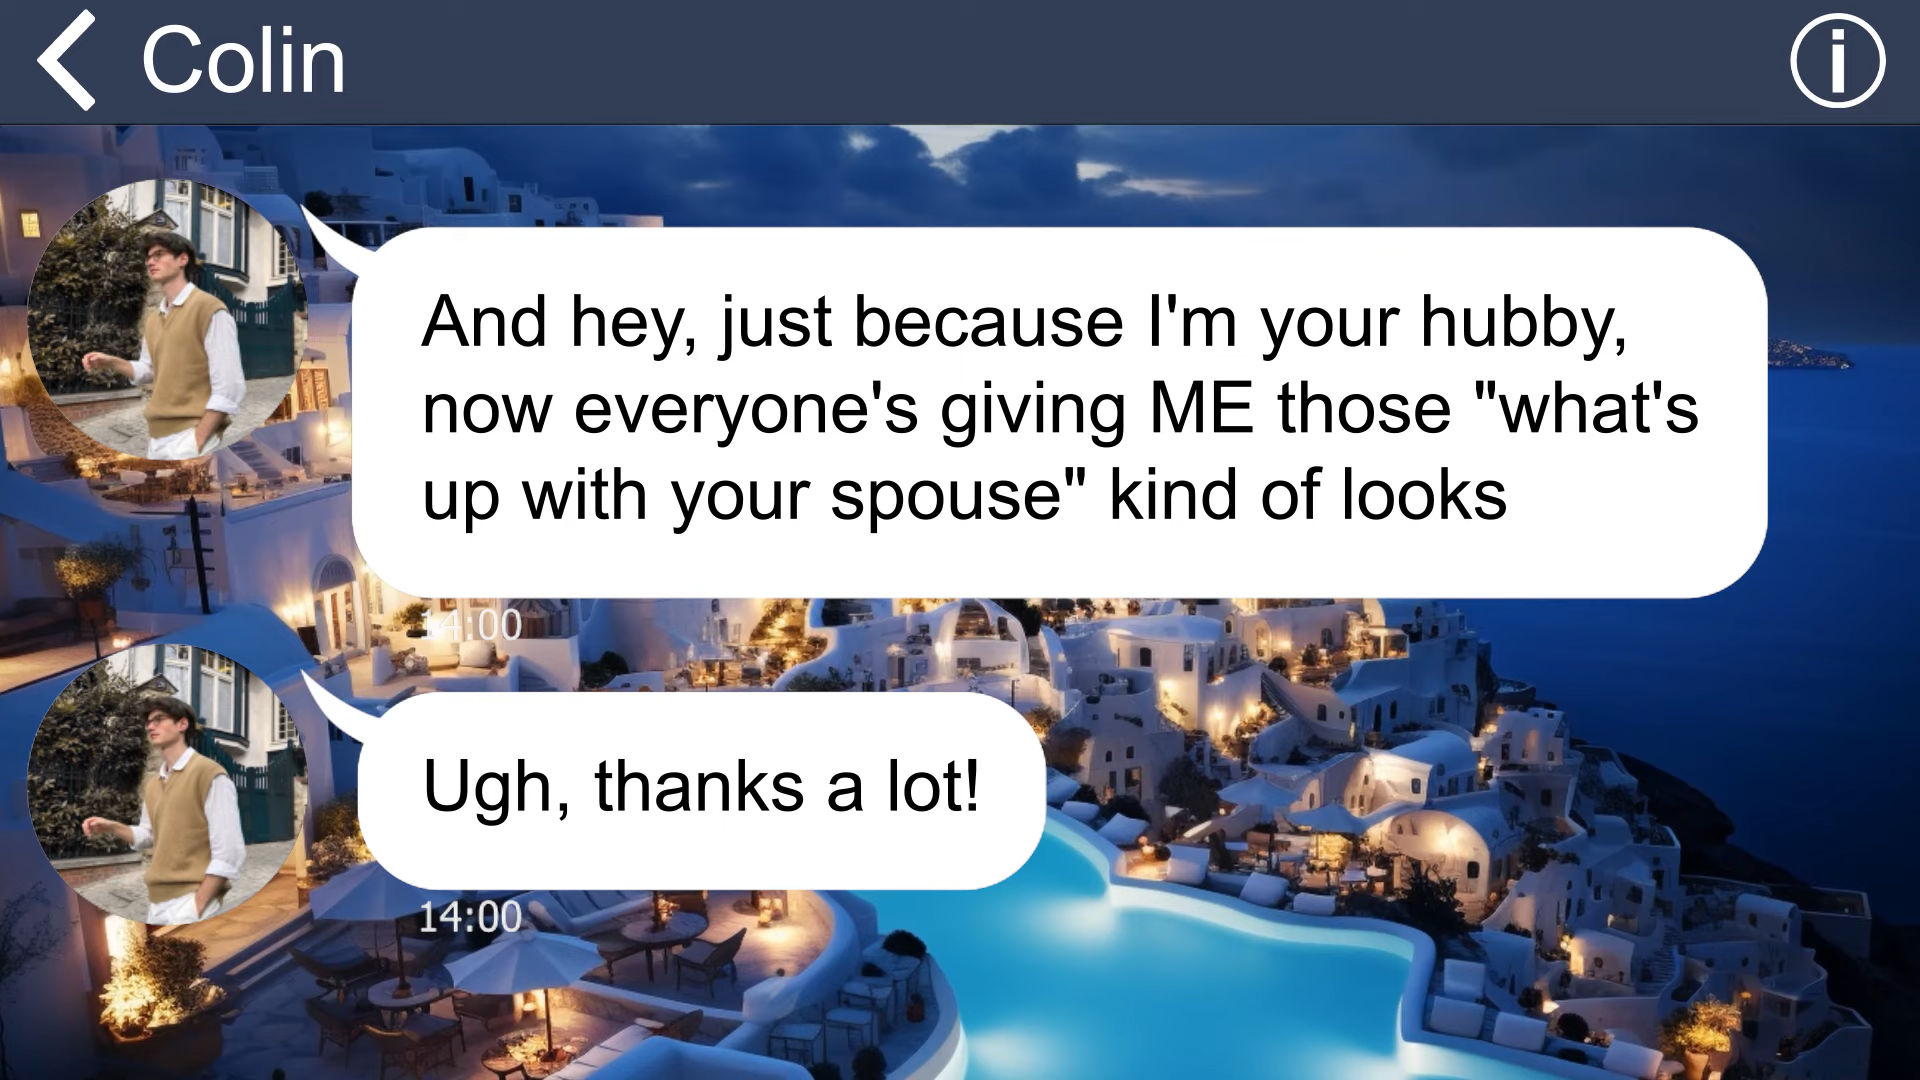 Colin
And hey, just because I'm your hubby,
now everyone's giving ME those "what's
up with your spouse" kind of looks
14:00
Ugh, thanks a lot!
14:00